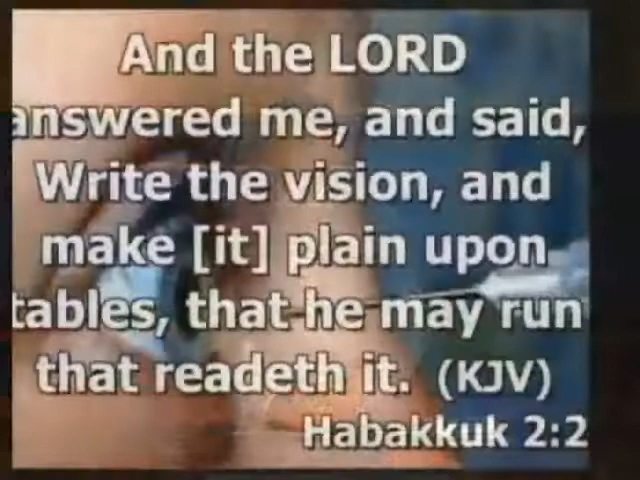 And the LORD
answered me, and said,
Write the vision, and
make [it] plain upon
tables, that he may run
that readeth it. (KJV)
Habakkuk 2:2